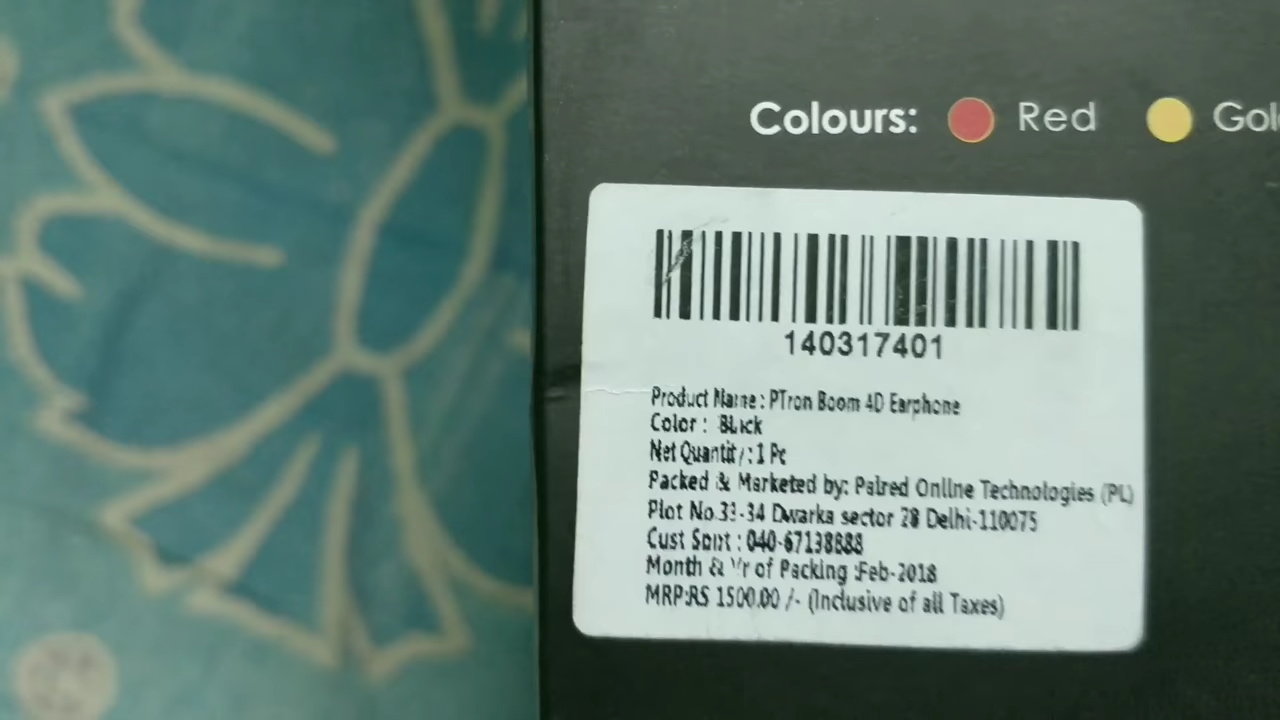 Colours: Red Gol
140317401
Product Name : PTron Boom 4D Earphone
Color : Black
Net Quantity : 1 Pc
Packed & Marketed by: Palred Online Technologies (PL)
Plot No.33-34 Dwarka sector 28 Delhi-110075
Cust Sprt : 040-67138888
Month & Yr of Packing :Feb-2018
MRP:RS 1500.00 /- (Inclusive of all Taxes)